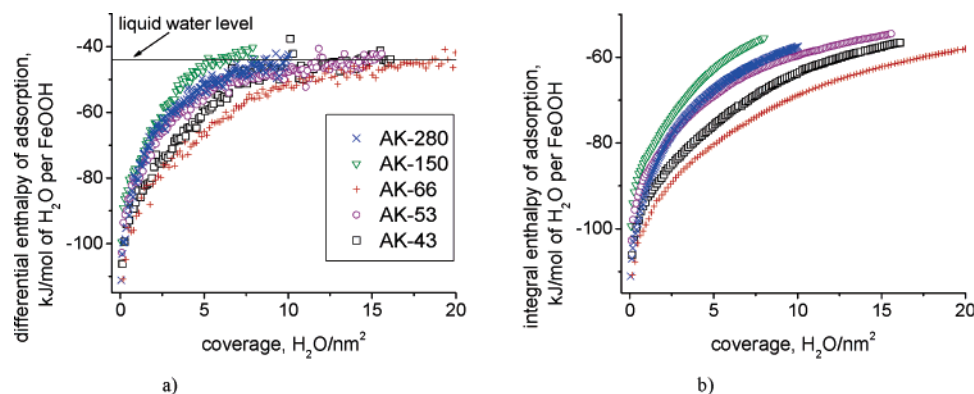 liquid water level
differential enthalpy of adsorption,
kJ/mol of H₂O per FeOOH
-40
-60
-80
-100
AK-280
AK-150
AK-66
AK-53
AK-43
0
5
10
15
20
coverage, H₂O/nm²
a)
integral enthalpy of adsorption,
kJ/mol of H₂O per FeOOH
-60
-80
-100
0
5
10
15
20
coverage, H₂O/nm²
b)